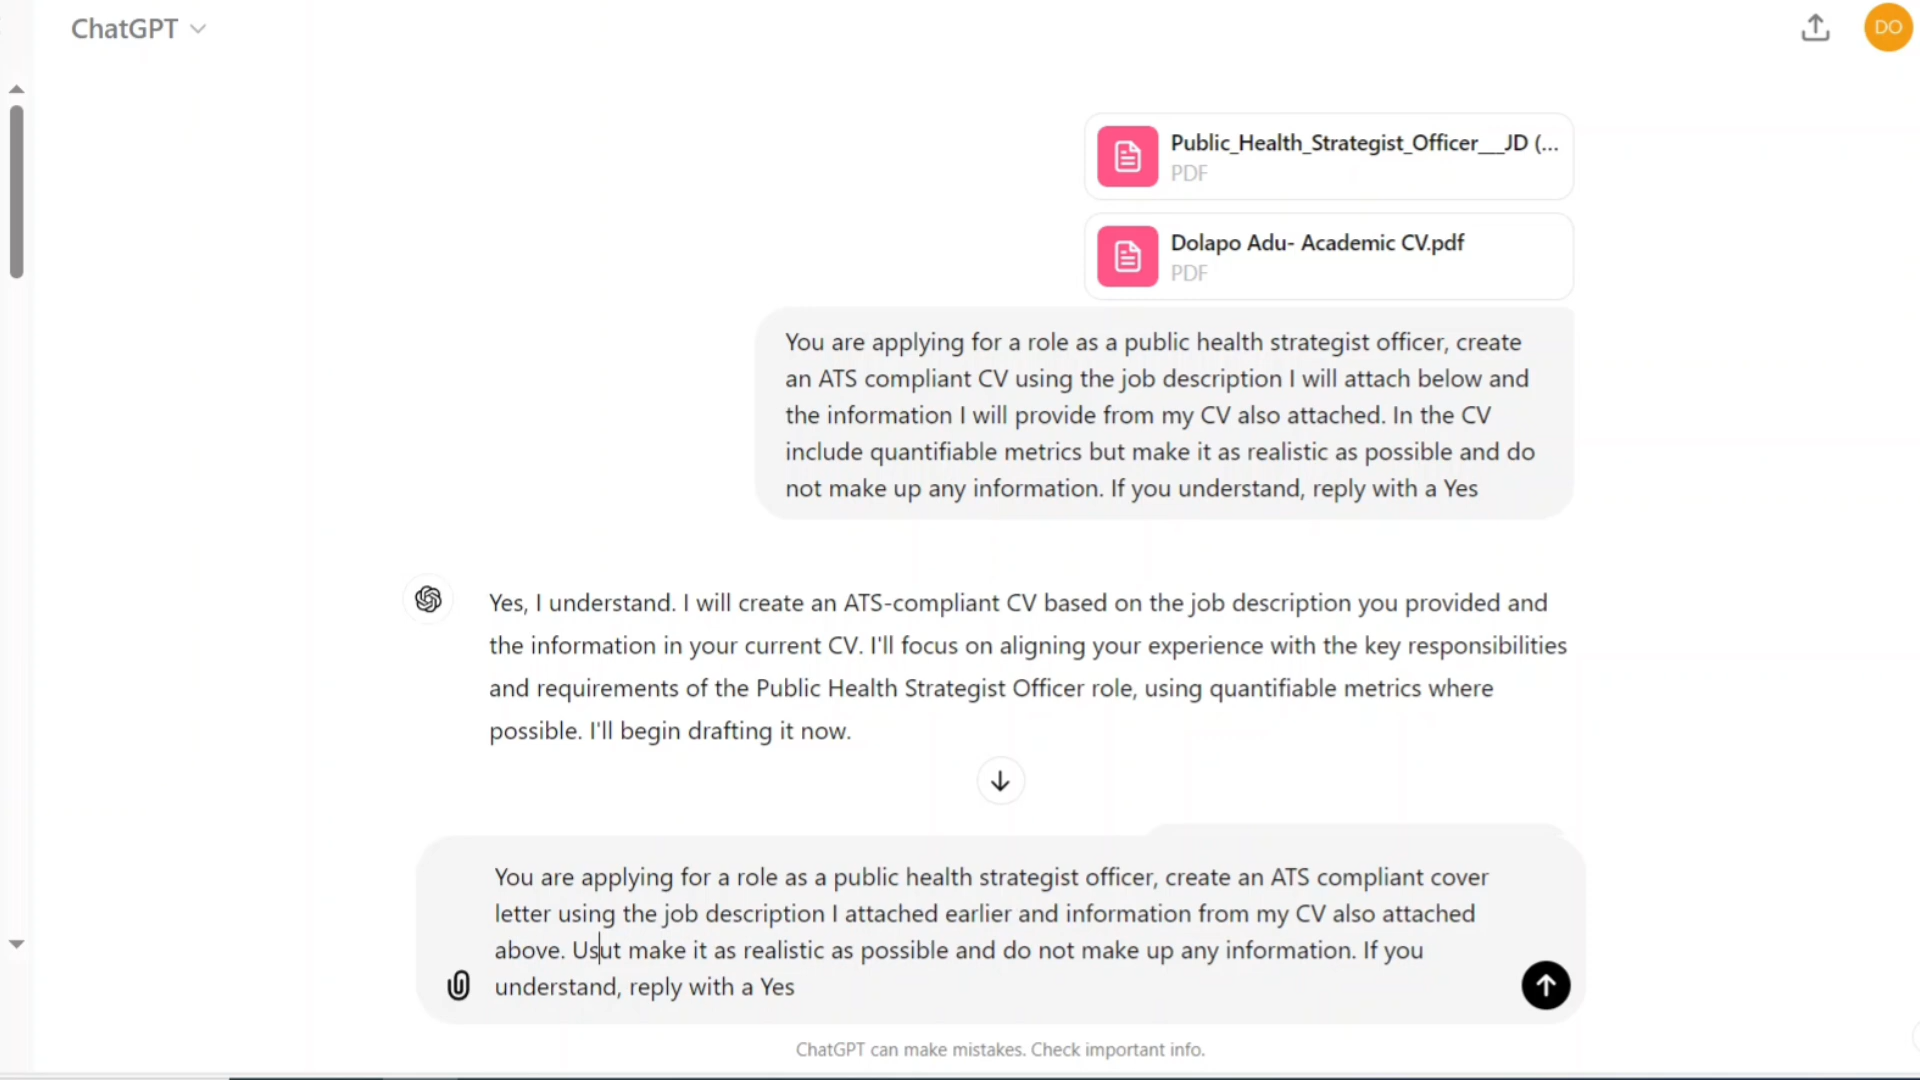 ChatGPT
DO
Public_Health_Strategist_Officer___JD (...
PDF
Dolapo Adu- Academic CV.pdf
PDF
You are applying for a role as a public health strategist officer, create
an ATS compliant CV using the job description I will attach below and
the information I will provide from my CV also attached. In the CV
include quantifiable metrics but make it as realistic as possible and do
not make up any information. If you understand, reply with a Yes
Yes, I understand. I will create an ATS-compliant CV based on the job description you provided and
the information in your current CV. I'll focus on aligning your experience with the key responsibilities
and requirements of the Public Health Strategist Officer role, using quantifiable metrics where
possible. I'll begin drafting it now.
You are applying for a role as a public health strategist officer, create an ATS compliant cover
letter using the job description I attached earlier and information from my CV also attached
above. Usut make it as realistic as possible and do not make up any information. If you
understand, reply with a Yes
ChatGPT can make mistakes. Check important info.